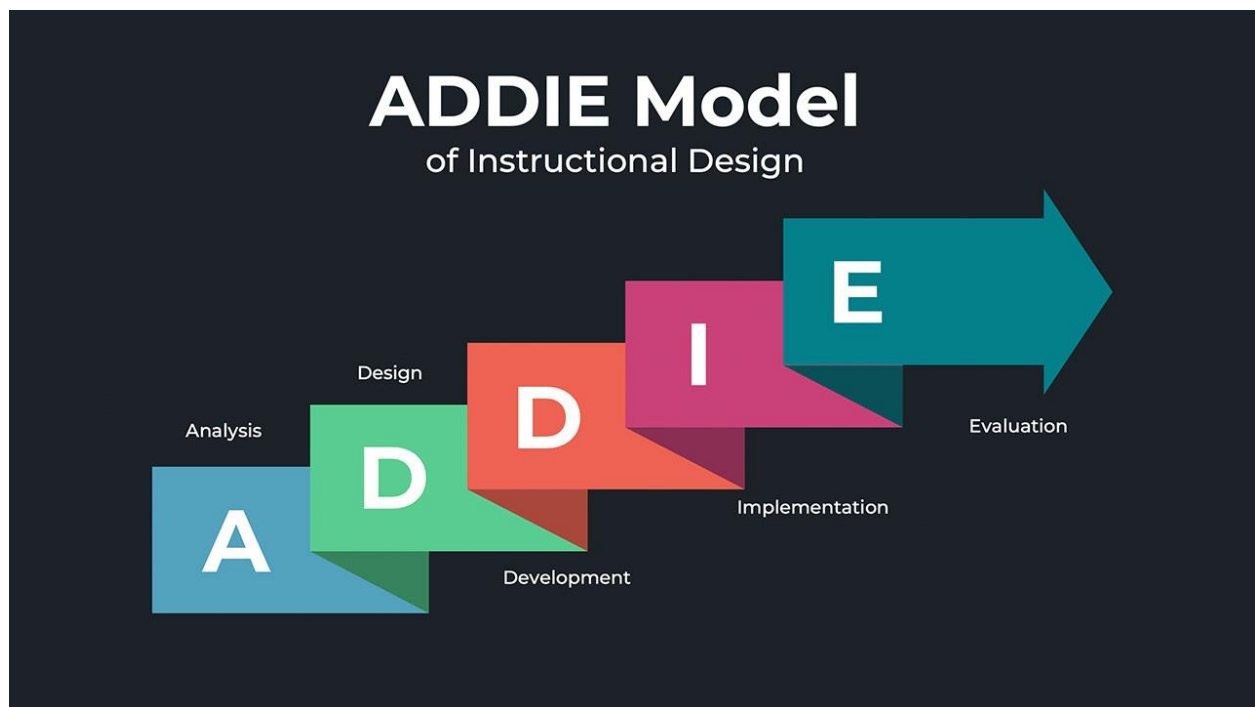 ADDIE Model
of Instructional Design
Analysis
A
Design
D
D
Development
I
Implementation
E
Evaluation